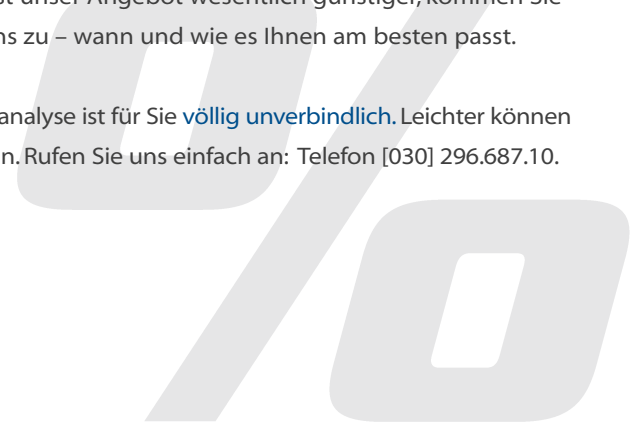 st unser Angebot wesentlich günstiger, kommen Sie
ns zu – wann und wie es Ihnen am besten passt.
analyse ist für Sie völlig unverbindlich. Leichter können
n. Rufen Sie uns einfach an: Telefon [030] 296.687.10.
%